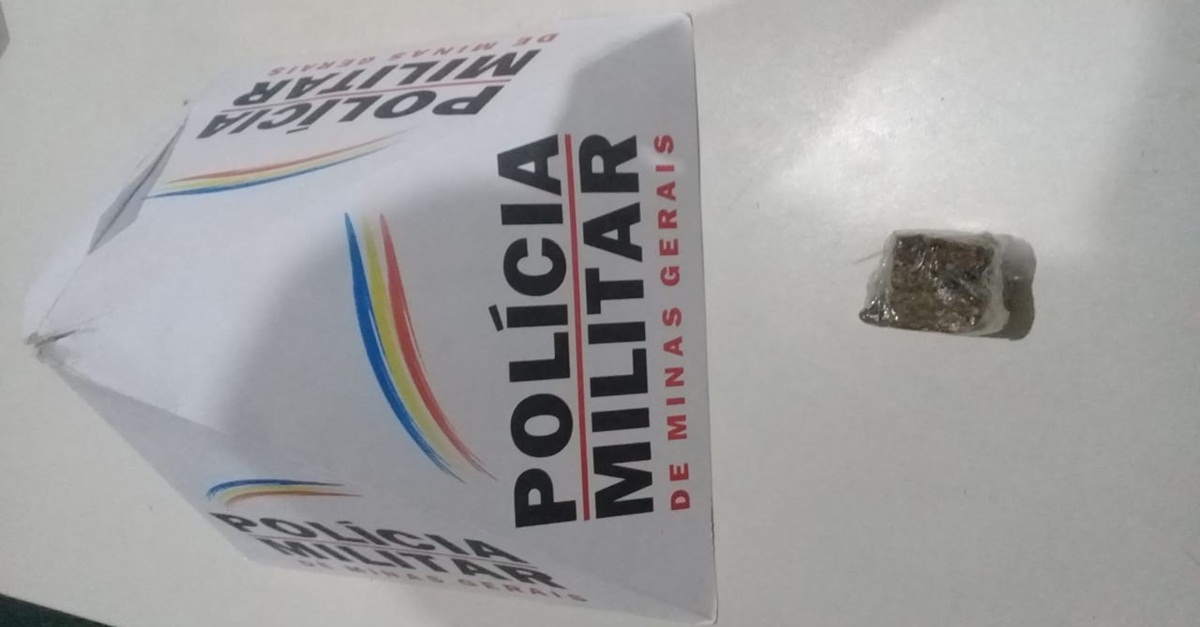 POLÍCIA
MILITAR
DE MINAS GERAIS
POLÍCIA
MILITAR
DE MINAS GERAIS
POLÍCIA
MILITAR
DE MINAS GERAIS